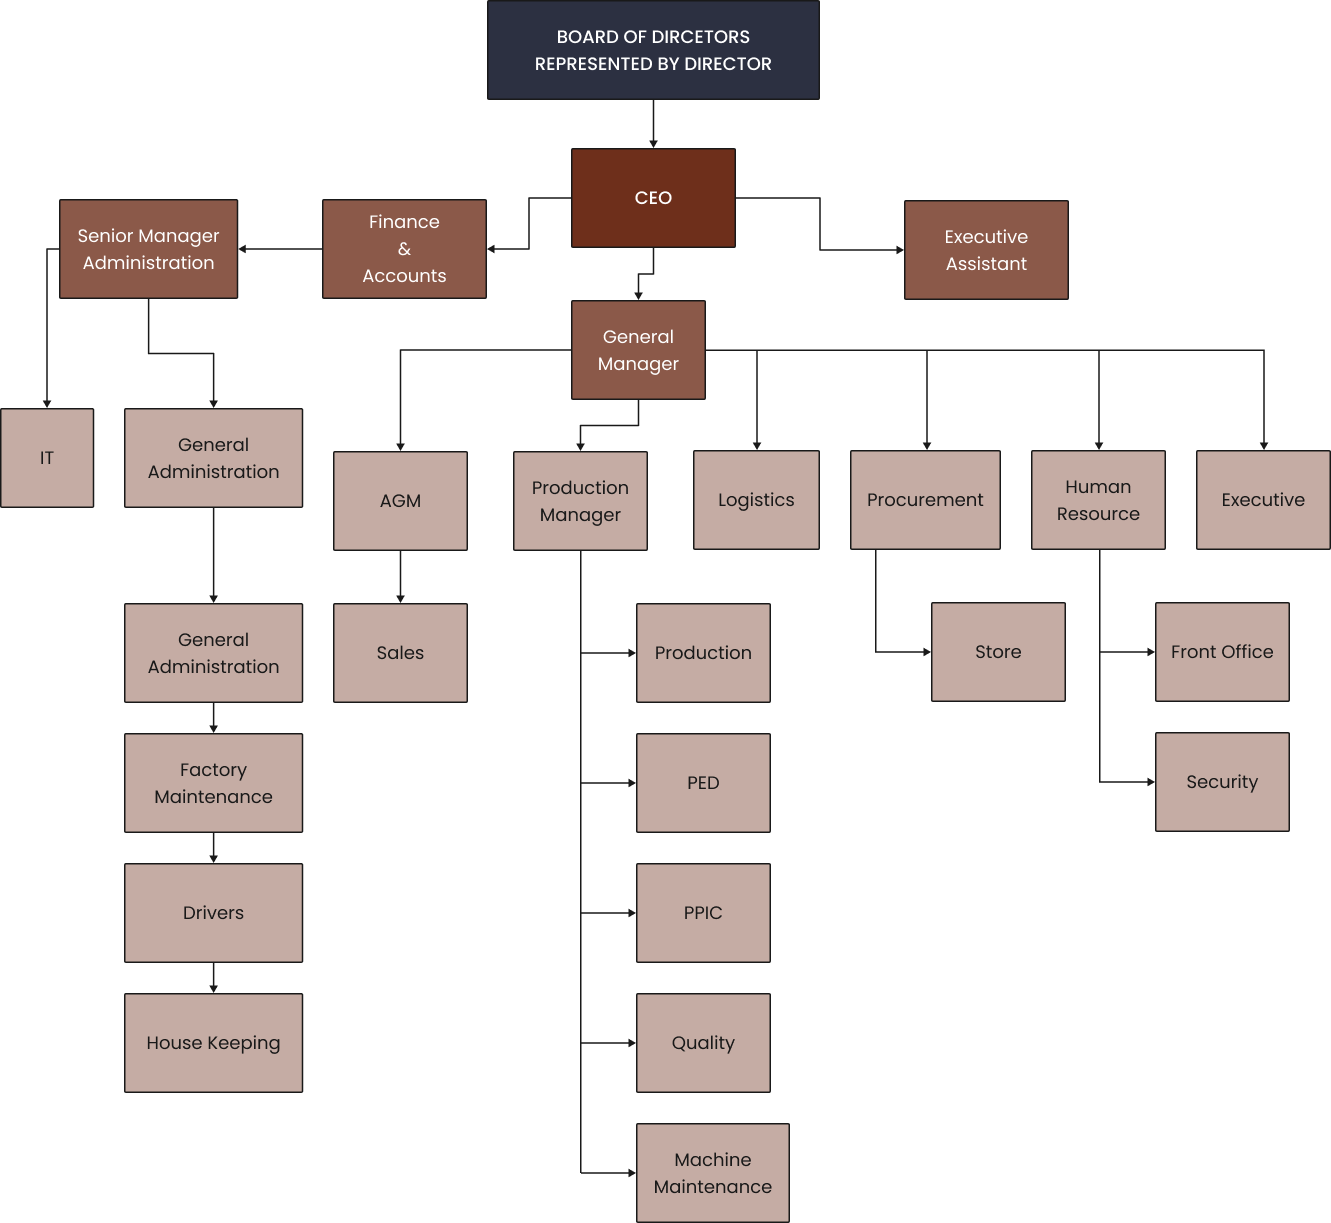 BOARD OF DIRCETORS
REPRESENTED BY DIRECTOR
CEO
Senior Manager
Administration
Finance
&
Accounts
Executive
Assistant
General
Manager
IT
General
Administration
AGM
Production
Manager
Logistics
Procurement
Human
Resource
Executive
General
Administration
Sales
Production
Store
Front Office
Factory
Maintenance
PED
Security
Drivers
PPIC
House Keeping
Quality
Machine
Maintenance